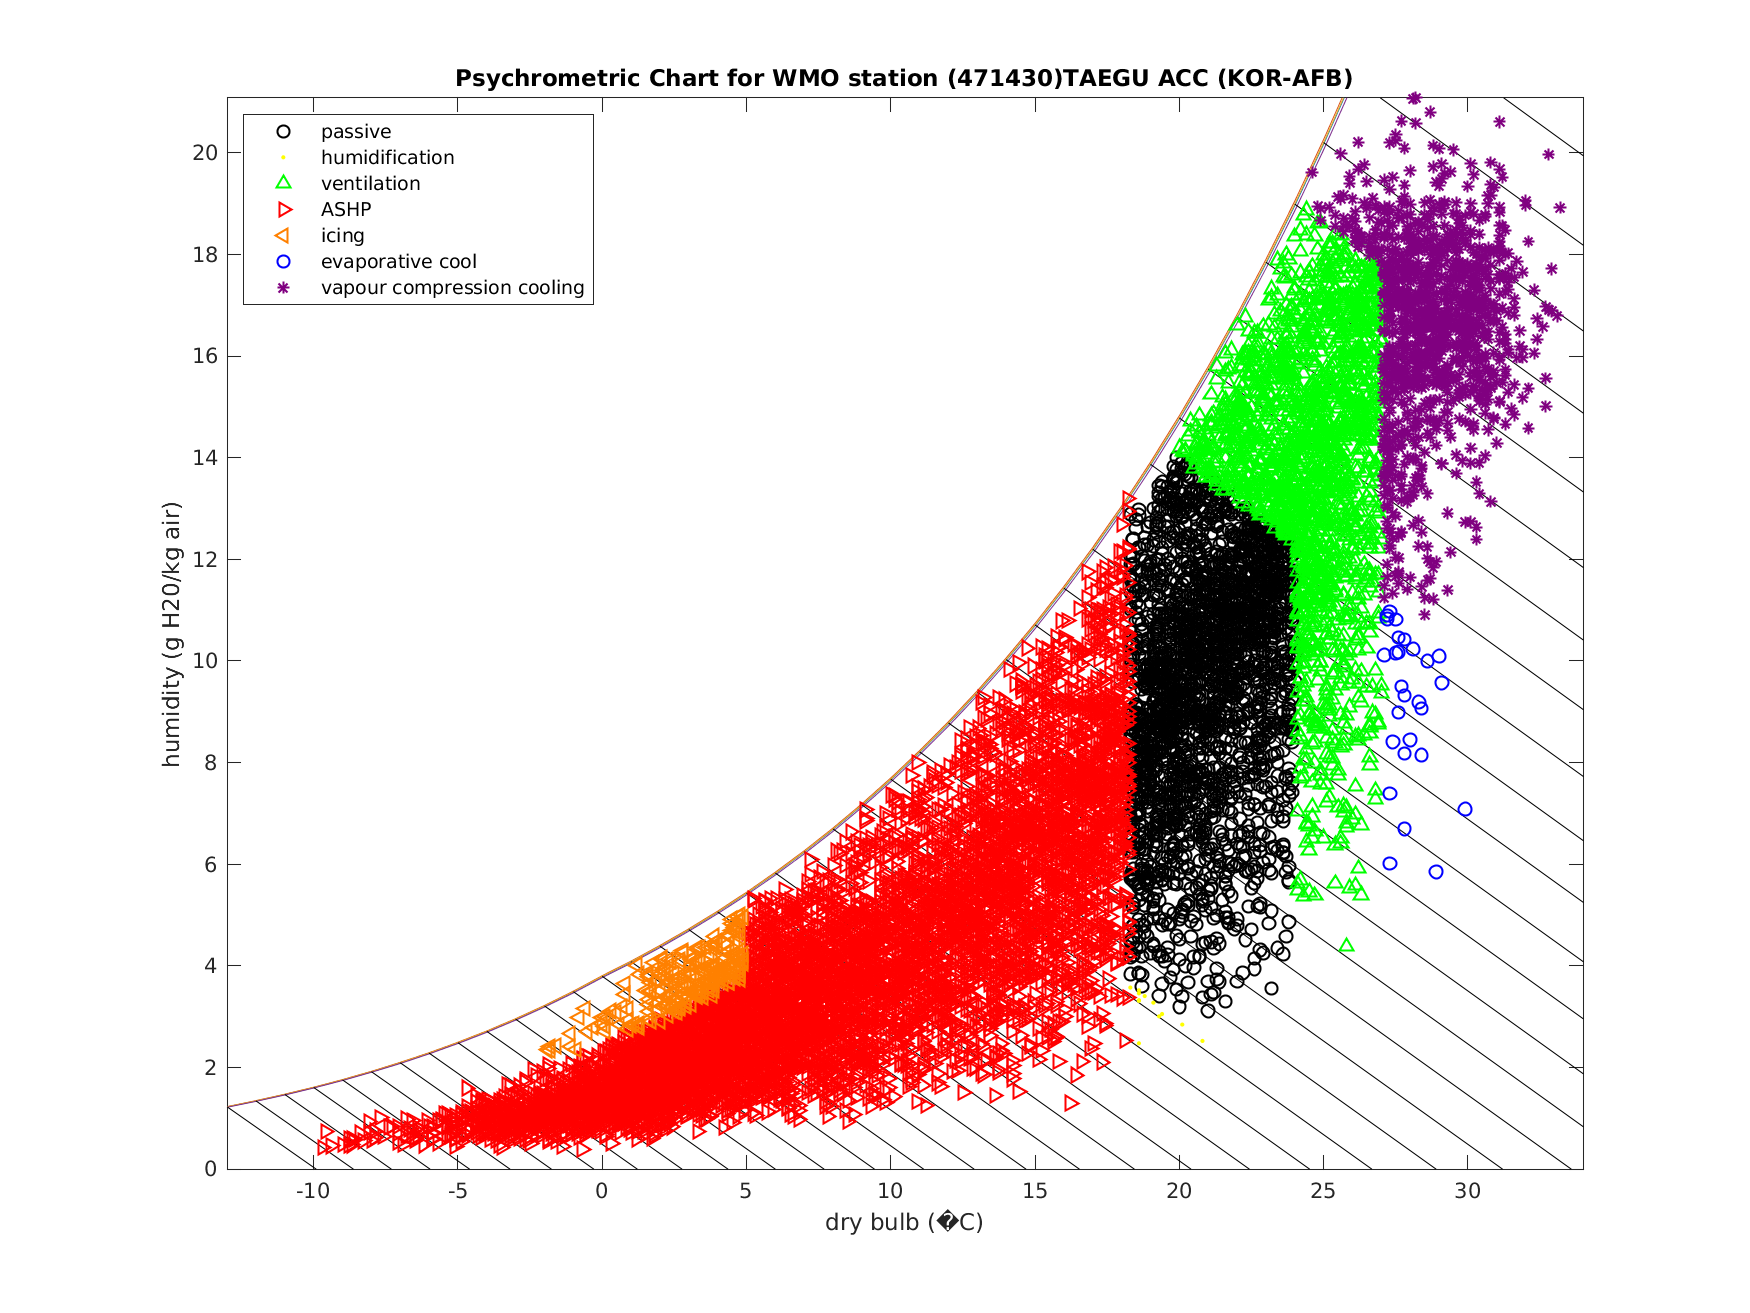 Psychrometric Chart for WMO station (471430)TAEGU ACC (KOR-AFB)
passive
humidification
ventilation
ASHP
icing
evaporative cool
vapour compression cooling
humidity (g H20/kg air)
20
18
16
14
12
10
8
6
4
2
0
-10 -5 0 5 10 15 20 25 30
dry bulb (�C)